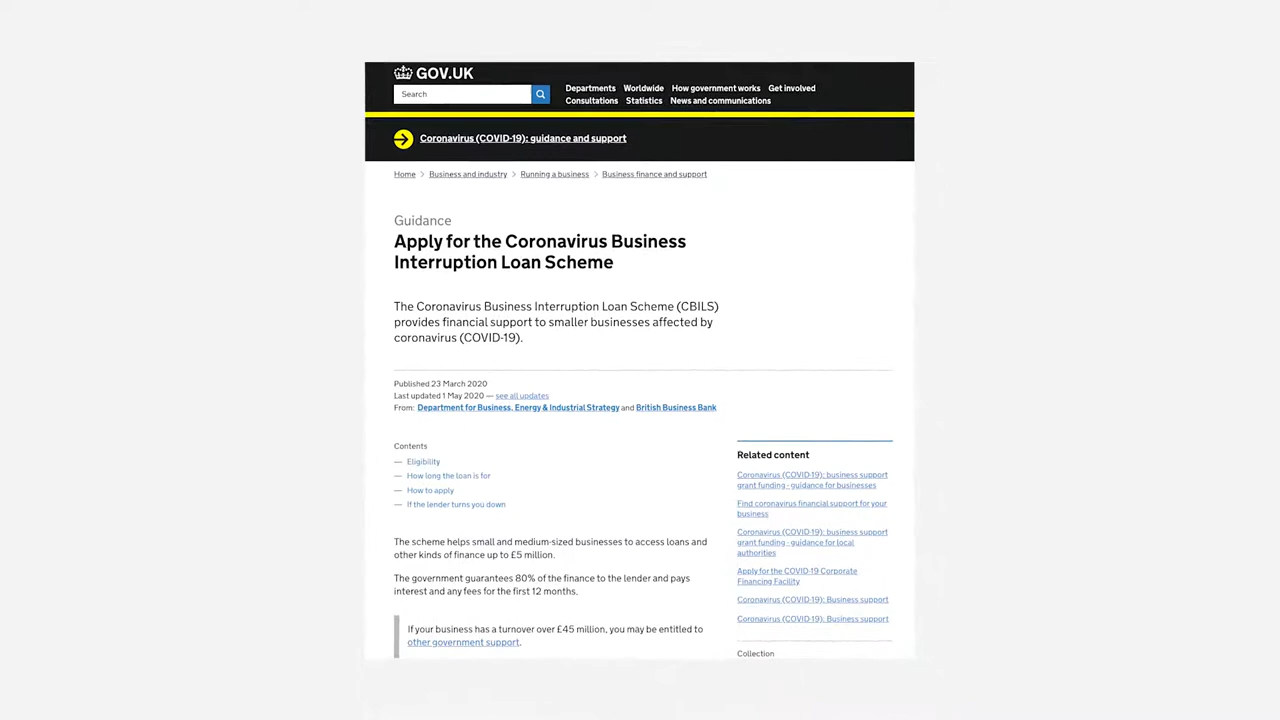 GOV.UK
Search
Departments Worldwide How government works Get involved
Consultations Statistics News and communications
Coronavirus (COVID-19): guidance and support
Home Business and industry Running a business Business finance and support
Guidance
Apply for the Coronavirus Business
Interruption Loan Scheme
The Coronavirus Business Interruption Loan Scheme (CBILS)
provides financial support to smaller businesses affected by
coronavirus (COVID-19).
Published 23 March 2020
Last updated 1 May 2020 — see all updates
From: Department for Business, Energy & Industrial Strategy and British Business Bank
Contents
— Eligibility
— How long the loan is for
— How to apply
— If the lender turns you down
The scheme helps small and medium-sized businesses to access loans and
other kinds of finance up to £5 million.
The government guarantees 80% of the finance to the lender and pays
interest and any fees for the first 12 months.
If your business has a turnover over £45 million, you may be entitled to
other government support.
Related content
Coronavirus (COVID-19): business support
grant funding - guidance for businesses
Find coronavirus financial support for your
business
Coronavirus (COVID-19): business support
grant funding - guidance for local
authorities
Apply for the COVID-19 Corporate
Financing Facility
Coronavirus (COVID-19): Business support
Coronavirus (COVID-19): Business support
Collection